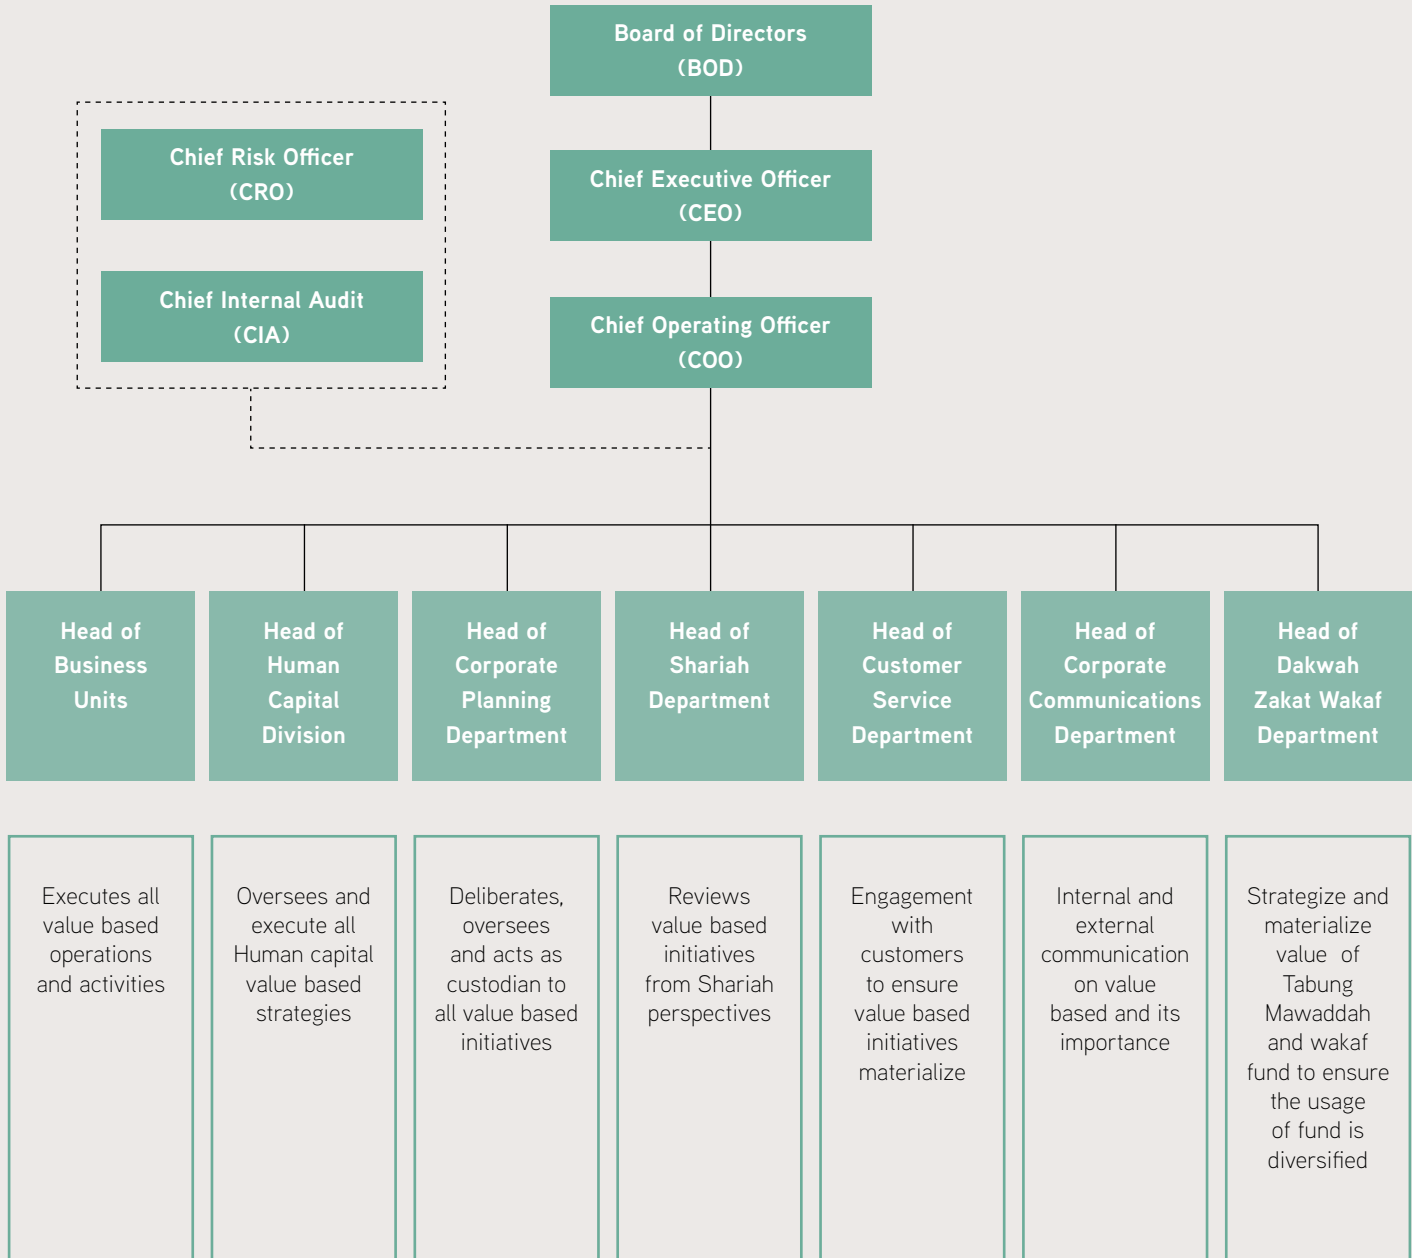 Board of Directors
(BOD)
Chief Risk Officer
(CRO)
Chief Executive Officer
(CEO)
Chief Internal Audit
(CIA)
Chief Operating Officer
(COO)
Head of
Business
Units
Head of
Human
Capital
Division
Head of
Corporate
Planning
Department
Head of
Shariah
Department
Head of
Customer
Service
Department
Head of
Corporate
Communications
Department
Head of
Dakwah
Zakat Wakaf
Department
Executes all
value based
operations
and activities
Oversees and
execute all
Human capital
value based
strategies
Deliberates,
oversees
and acts as
custodian to
all value based
initiatives
Reviews
value based
initiatives
from Shariah
perspectives
Engagement
with
customers
to ensure
value based
initiatives
materialize
Internal and
external
communication
on value
based and its
importance
Strategize and
materialize
value of
Tabung
Mawaddah
and wakaf
fund to ensure
the usage
of fund is
diversified